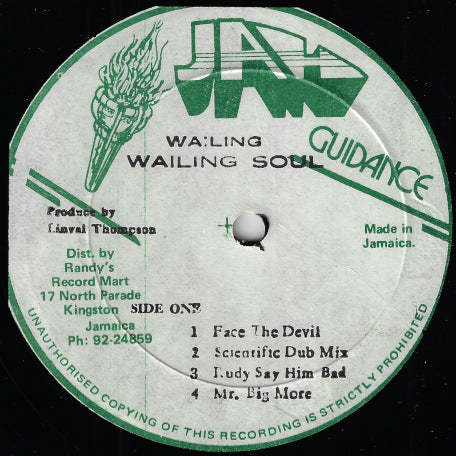 JAH
GUIDANCE
WA:LING
WAILING SOUL
Produce by
Linval Thompson
Made in
Jamaica.
Dist. by
Randy's
Record Mart
17 North Parade
Kingston
Jamaica
Ph: 92-24859
SIDE ONE
1 Face The Devil
2 Scientific Dub Mix
3 Rudy Say Him Bad
4 Mr. Big More
UNAUTHORISED COPYING OF THIS RECORDING IS STRICTLY PROHIBITED